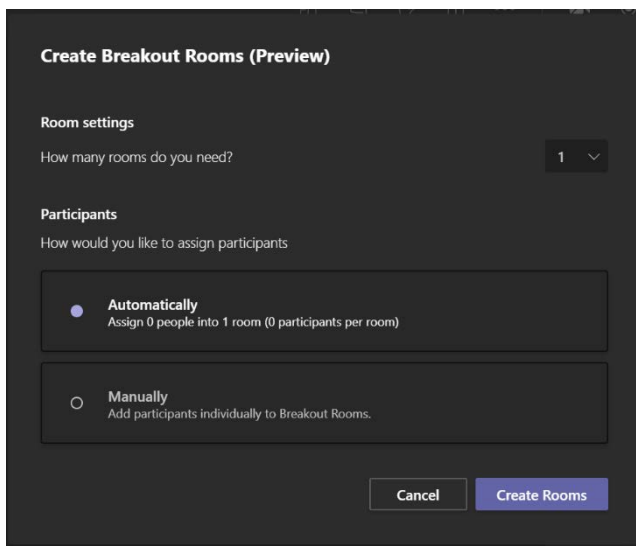 Create Breakout Rooms (Preview)
Room settings
How many rooms do you need?
1
Participants
How would you like to assign participants
Automatically
Assign 0 people into 1 room (0 participants per room)
Manually
Add participants individually to Breakout Rooms.
Cancel
Create Rooms